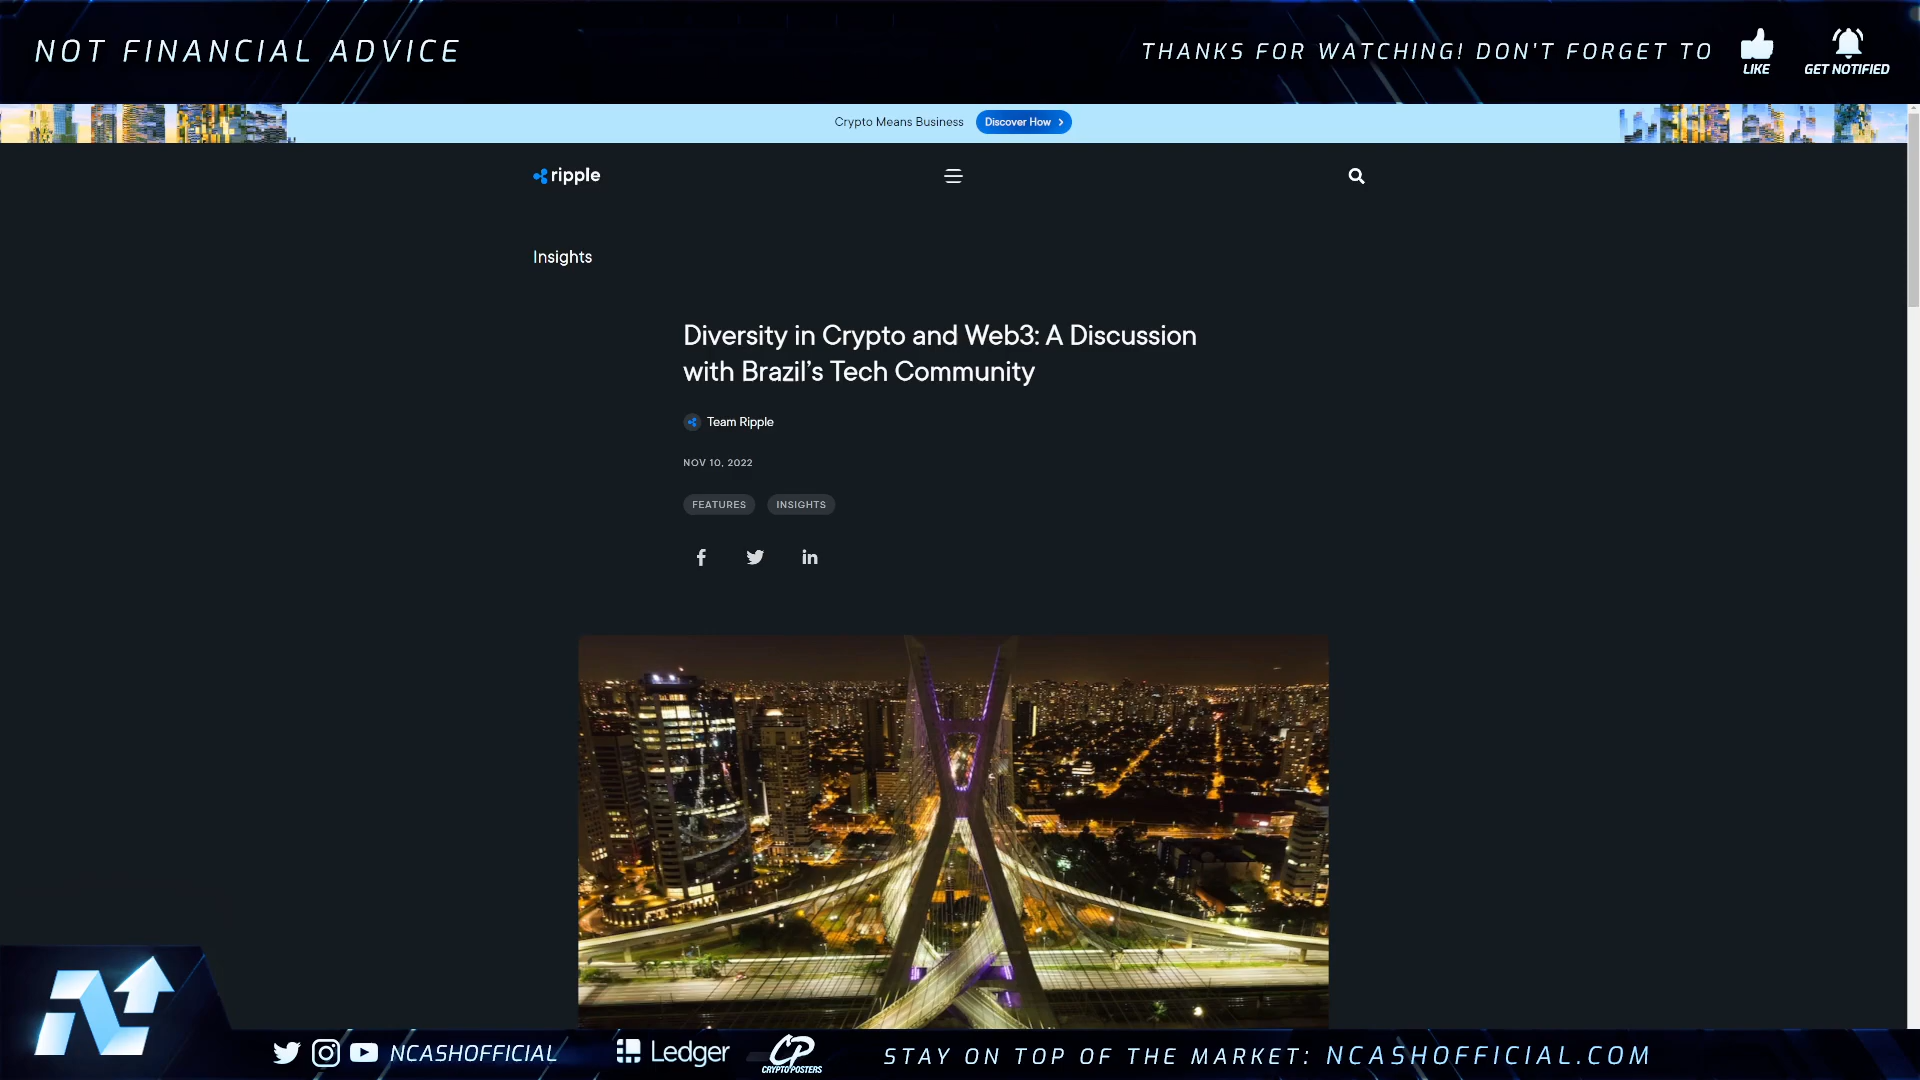 NOT FINANCIAL ADVICE
THANKS FOR WATCHING! DON'T FORGET TO
LIKE
GET NOTIFIED
Crypto Means Business
Discover How
ripple
Insights
Diversity in Crypto and Web3: A Discussion
with Brazil’s Tech Community
Team Ripple
NOV 10, 2022
FEATURES
INSIGHTS
NCASHOFFICIAL
Ledger
CP
CRYPTO POSTERS
STAY ON TOP OF THE MARKET: NCASHOFFICIAL.COM